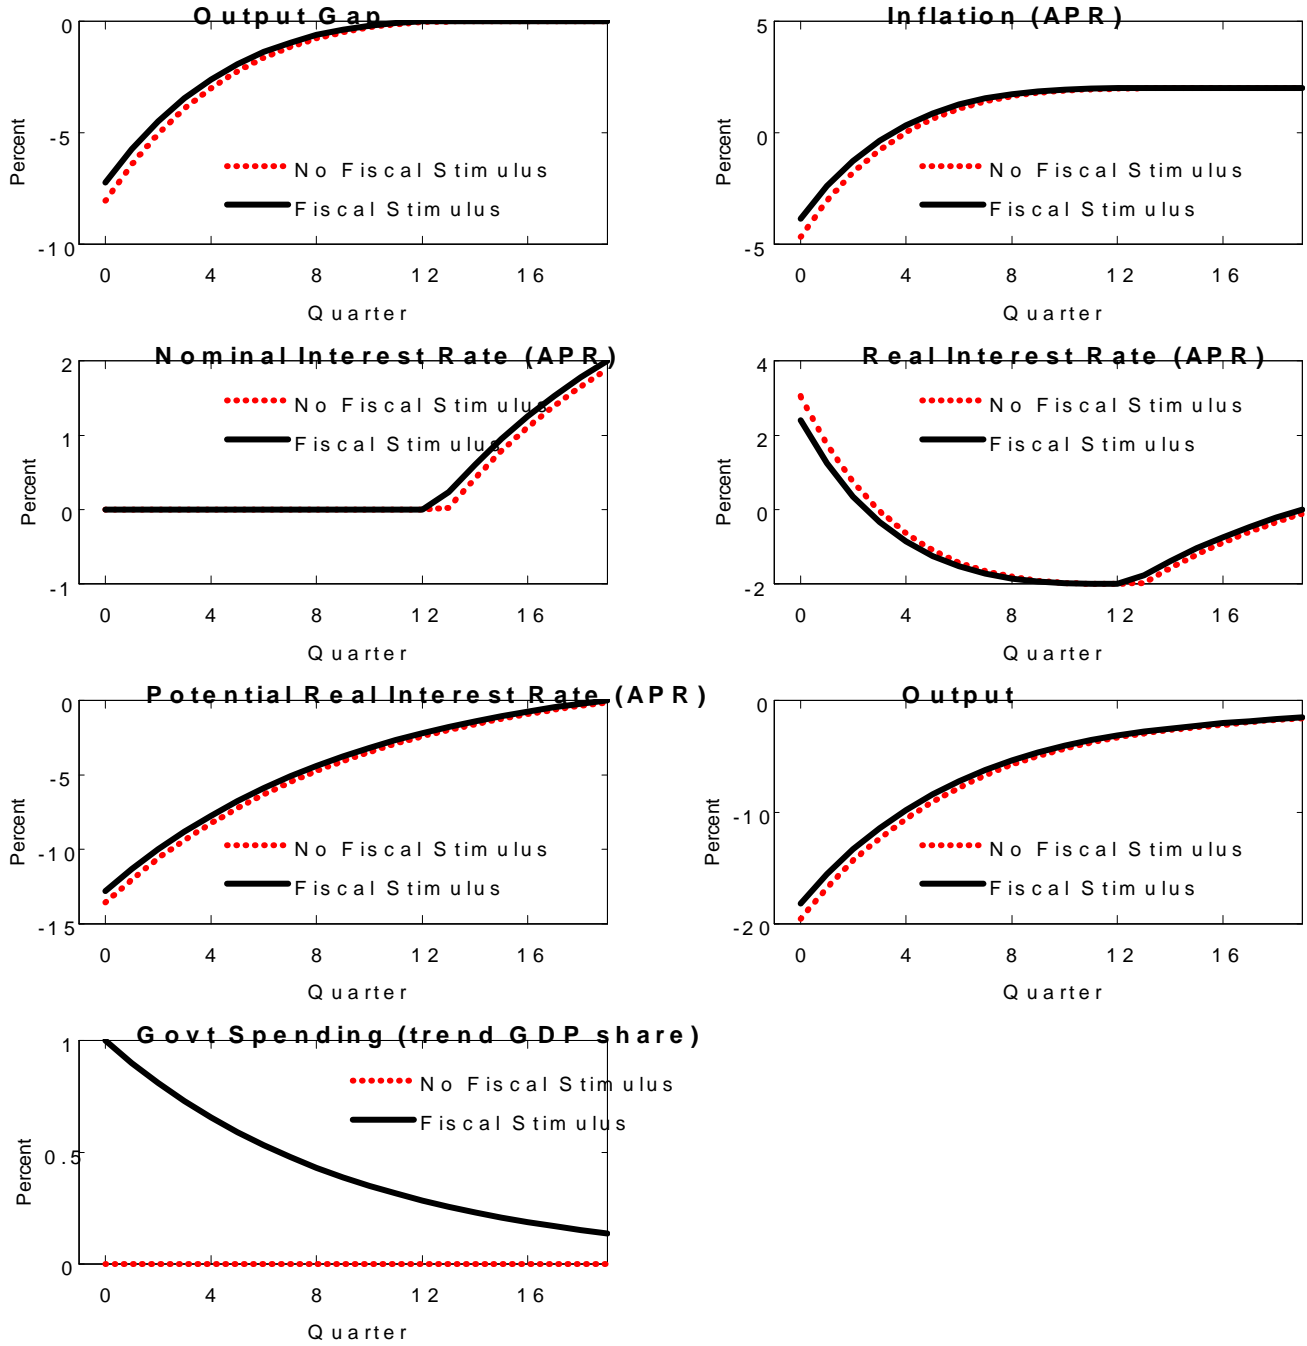 Output Gap
0
-5
-10
Percent
No Fiscal Stimulus
Fiscal Stimulus
0 4 8 12 16
Quarter
Inflation (APR)
5
0
-5
Percent
No Fiscal Stimulus
Fiscal Stimulus
0 4 8 12 16
Quarter
Nominal Interest Rate (APR)
2
1
0
-1
Percent
No Fiscal Stimulus
Fiscal Stimulus
0 4 8 12 16
Quarter
Real Interest Rate (APR)
4
2
0
-2
Percent
No Fiscal Stimulus
Fiscal Stimulus
0 4 8 12 16
Quarter
Potential Real Interest Rate (APR)
0
-5
-10
-15
Percent
No Fiscal Stimulus
Fiscal Stimulus
0 4 8 12 16
Quarter
Output
0
-10
-20
Percent
No Fiscal Stimulus
Fiscal Stimulus
0 4 8 12 16
Quarter
Govt Spending (trend GDP share)
1
0.5
0
Percent
No Fiscal Stimulus
Fiscal Stimulus
0 4 8 12 16
Quarter